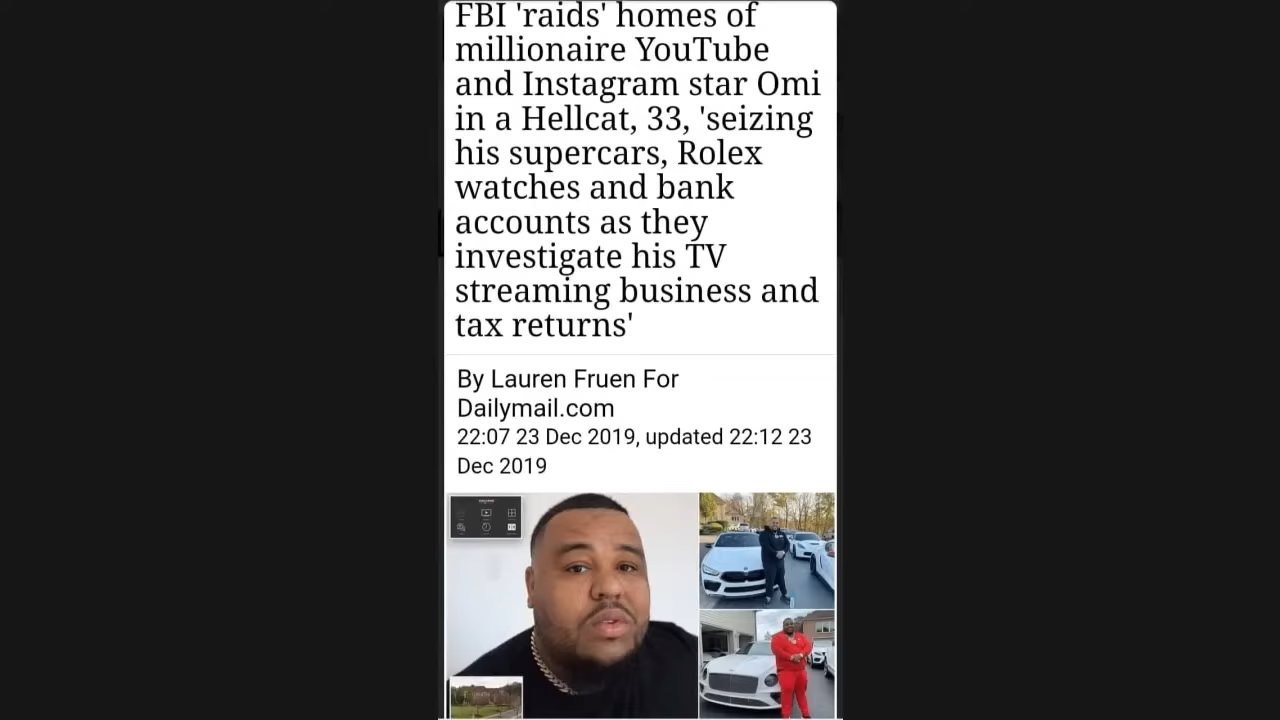 FBI 'raids' homes of
millionaire YouTube
and Instagram star Omi
in a Hellcat, 33, 'seizing
his supercars, Rolex
watches and bank
accounts as they
investigate his TV
streaming business and
tax returns'
By Lauren Fruen For
Dailymail.com
22:07 23 Dec 2019, updated 22:12 23
Dec 2019